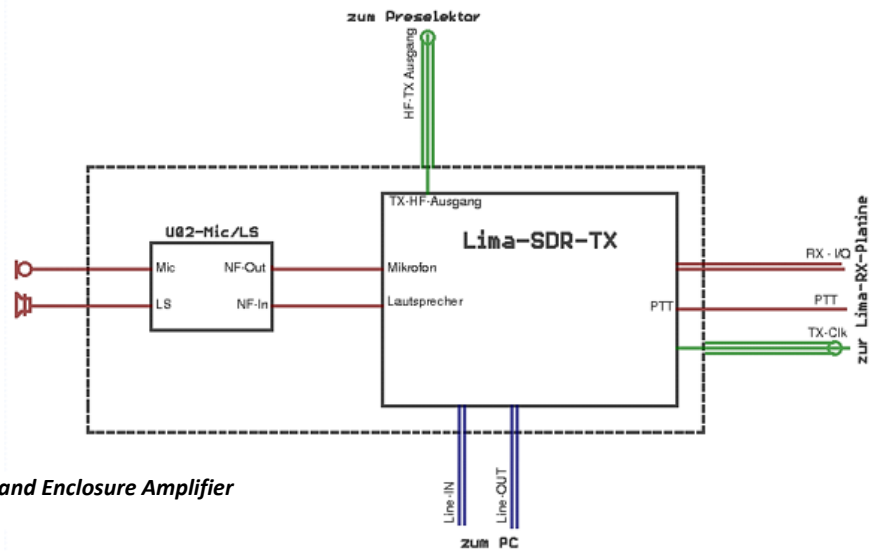 zum Preselektor
HF-TX Ausgang
U02-Mic/LS
Mic
NF-Out
LS
NF-In
TX-HF-Ausgang
Lima-SDR-TX
Mikrofon
Lautsprecher
PTT
RX - I/Q
PTT
TX-Clk
zur Lima-RX-Platine
and Enclosure Amplifier
Line-IN
Line-OUT
zum PC